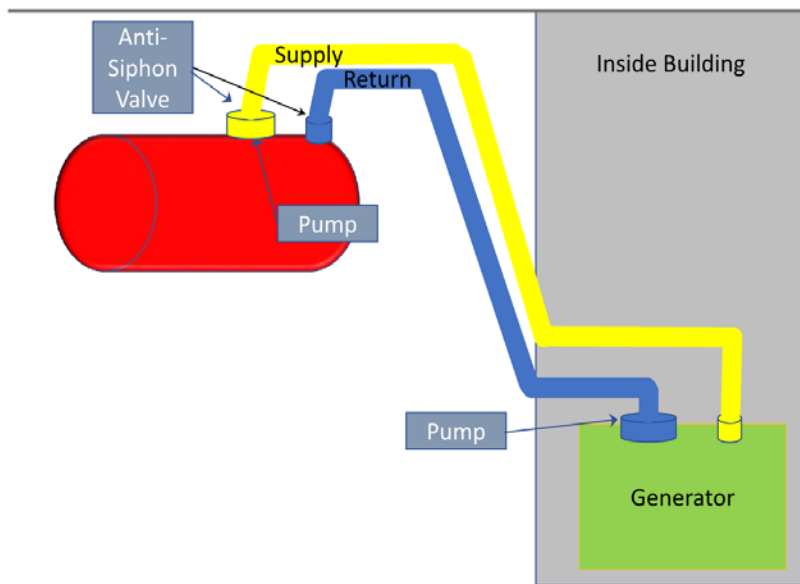 Anti-
Siphon
Valve
Supply
Return
Inside Building
Pump
Pump
Generator